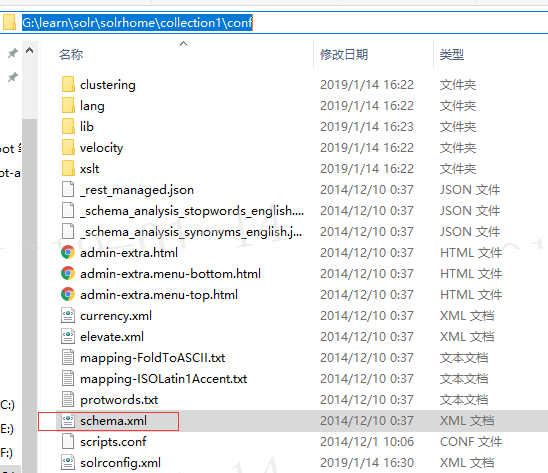 G:\learn\solr\solrhome\collection1\conf
名称 修改日期 类型
clustering 2019/1/14 16:22 文件夹
lang 2019/1/14 16:22 文件夹
lib 2019/1/14 16:23 文件夹
velocity 2019/1/14 16:22 文件夹
xslt 2019/1/14 16:22 文件夹
_rest_managed.json 2014/12/10 0:37 JSON 文件
_schema_analysis_stopwords_english.... 2014/12/10 0:37 JSON 文件
_schema_analysis_synonyms_english.j... 2014/12/10 0:37 JSON 文件
admin-extra.html 2014/12/10 0:37 HTML 文件
admin-extra.menu-bottom.html 2014/12/10 0:37 HTML 文件
admin-extra.menu-top.html 2014/12/10 0:37 HTML 文件
currency.xml 2014/12/10 0:37 XML 文档
elevate.xml 2014/12/10 0:37 XML 文档
mapping-FoldToASCII.txt 2014/12/10 0:37 文本文档
mapping-ISOLatin1Accent.txt 2014/12/10 0:37 文本文档
C:) protwords.txt 2014/12/10 0:37 文本文档
E:) schema.xml 2014/12/10 0:37 XML 文档
F:) scripts.conf 2014/12/1 10:06 CONF 文件
solrconfig.xml 2014/12/10 14:30 XML 文档